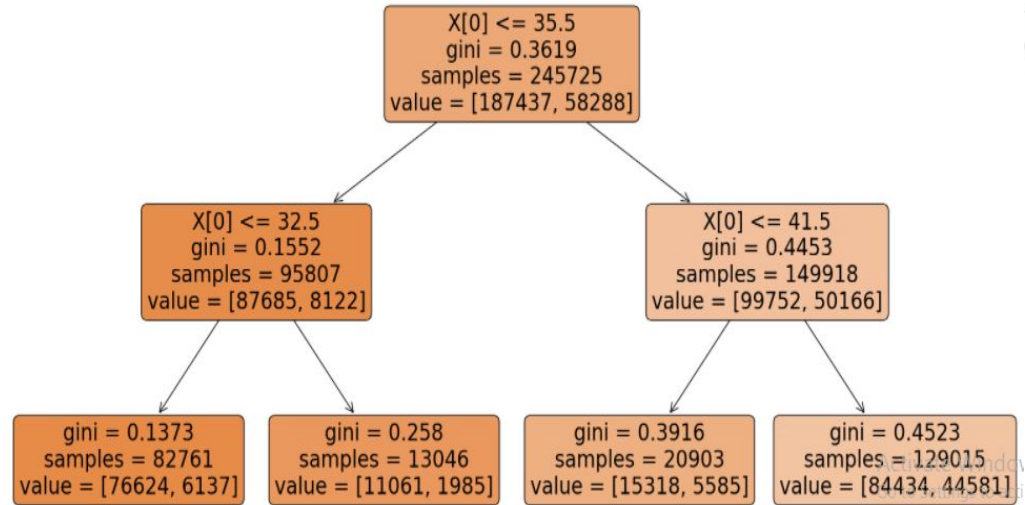 X[0] <= 35.5
gini = 0.3619
samples = 245725
value = [187437, 58288]
X[0] <= 32.5
gini = 0.1552
samples = 95807
value = [87685, 8122]
X[0] <= 41.5
gini = 0.4453
samples = 149918
value = [99752, 50166]
gini = 0.1373
samples = 82761
value = [76624, 6137]
gini = 0.258
samples = 13046
value = [11061, 1985]
gini = 0.3916
samples = 20903
value = [15318, 5585]
gini = 0.4523
samples = 129015
value = [84434, 44581]
Activate Window